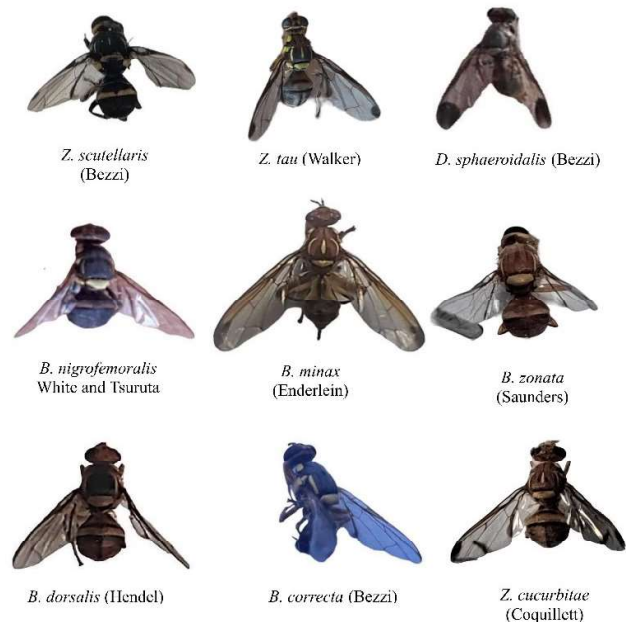 Z. scutellaris
(Bezzi)
Z. tau (Walker)
D. sphaeroidalis (Bezzi)
B. nigrofemoralis
White and Tsuruta
B. minax
(Enderlein)
B. zonata
(Saunders)
B. dorsalis (Hendel)
B. correcta (Bezzi)
Z. cucurbitae
(Coquillett)